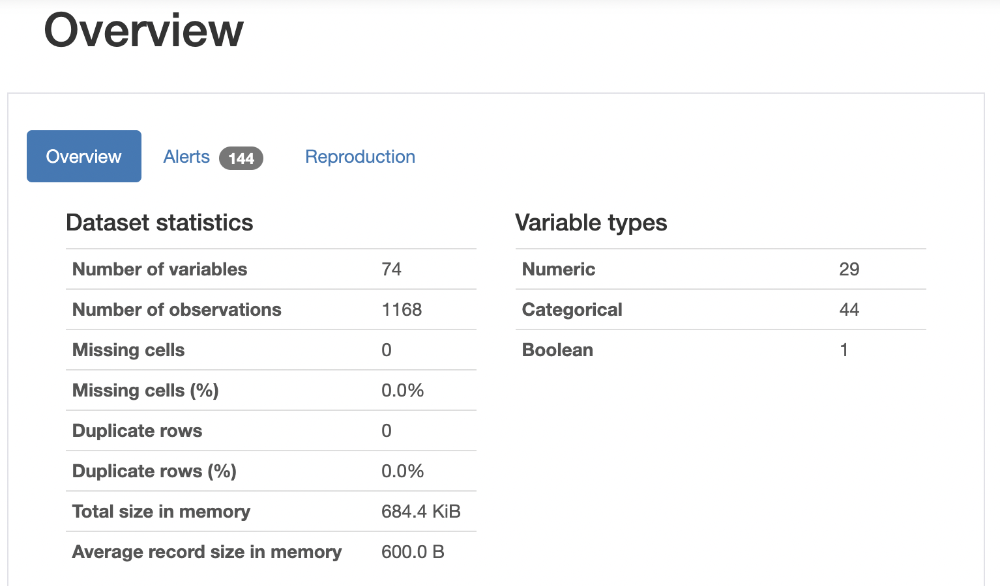 Overview
Overview Alerts 144 Reproduction
Dataset statistics
Number of variables 74
Number of observations 1168
Missing cells 0
Missing cells (%) 0.0%
Duplicate rows 0
Duplicate rows (%) 0.0%
Total size in memory 684.4 KiB
Average record size in memory 600.0 B
Variable types
Numeric 29
Categorical 44
Boolean 1